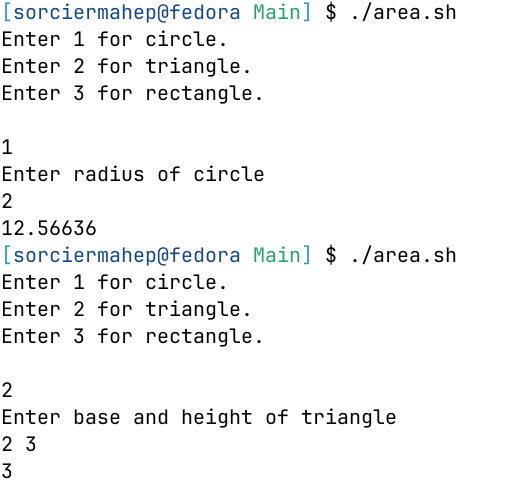 [sorciermahep@fedora Main] $ ./area.sh
Enter 1 for circle.
Enter 2 for triangle.
Enter 3 for rectangle.
1
Enter radius of circle
2
12.56636
[sorciermahep@fedora Main] $ ./area.sh
Enter 1 for circle.
Enter 2 for triangle.
Enter 3 for rectangle.
2
Enter base and height of triangle
2 3
3